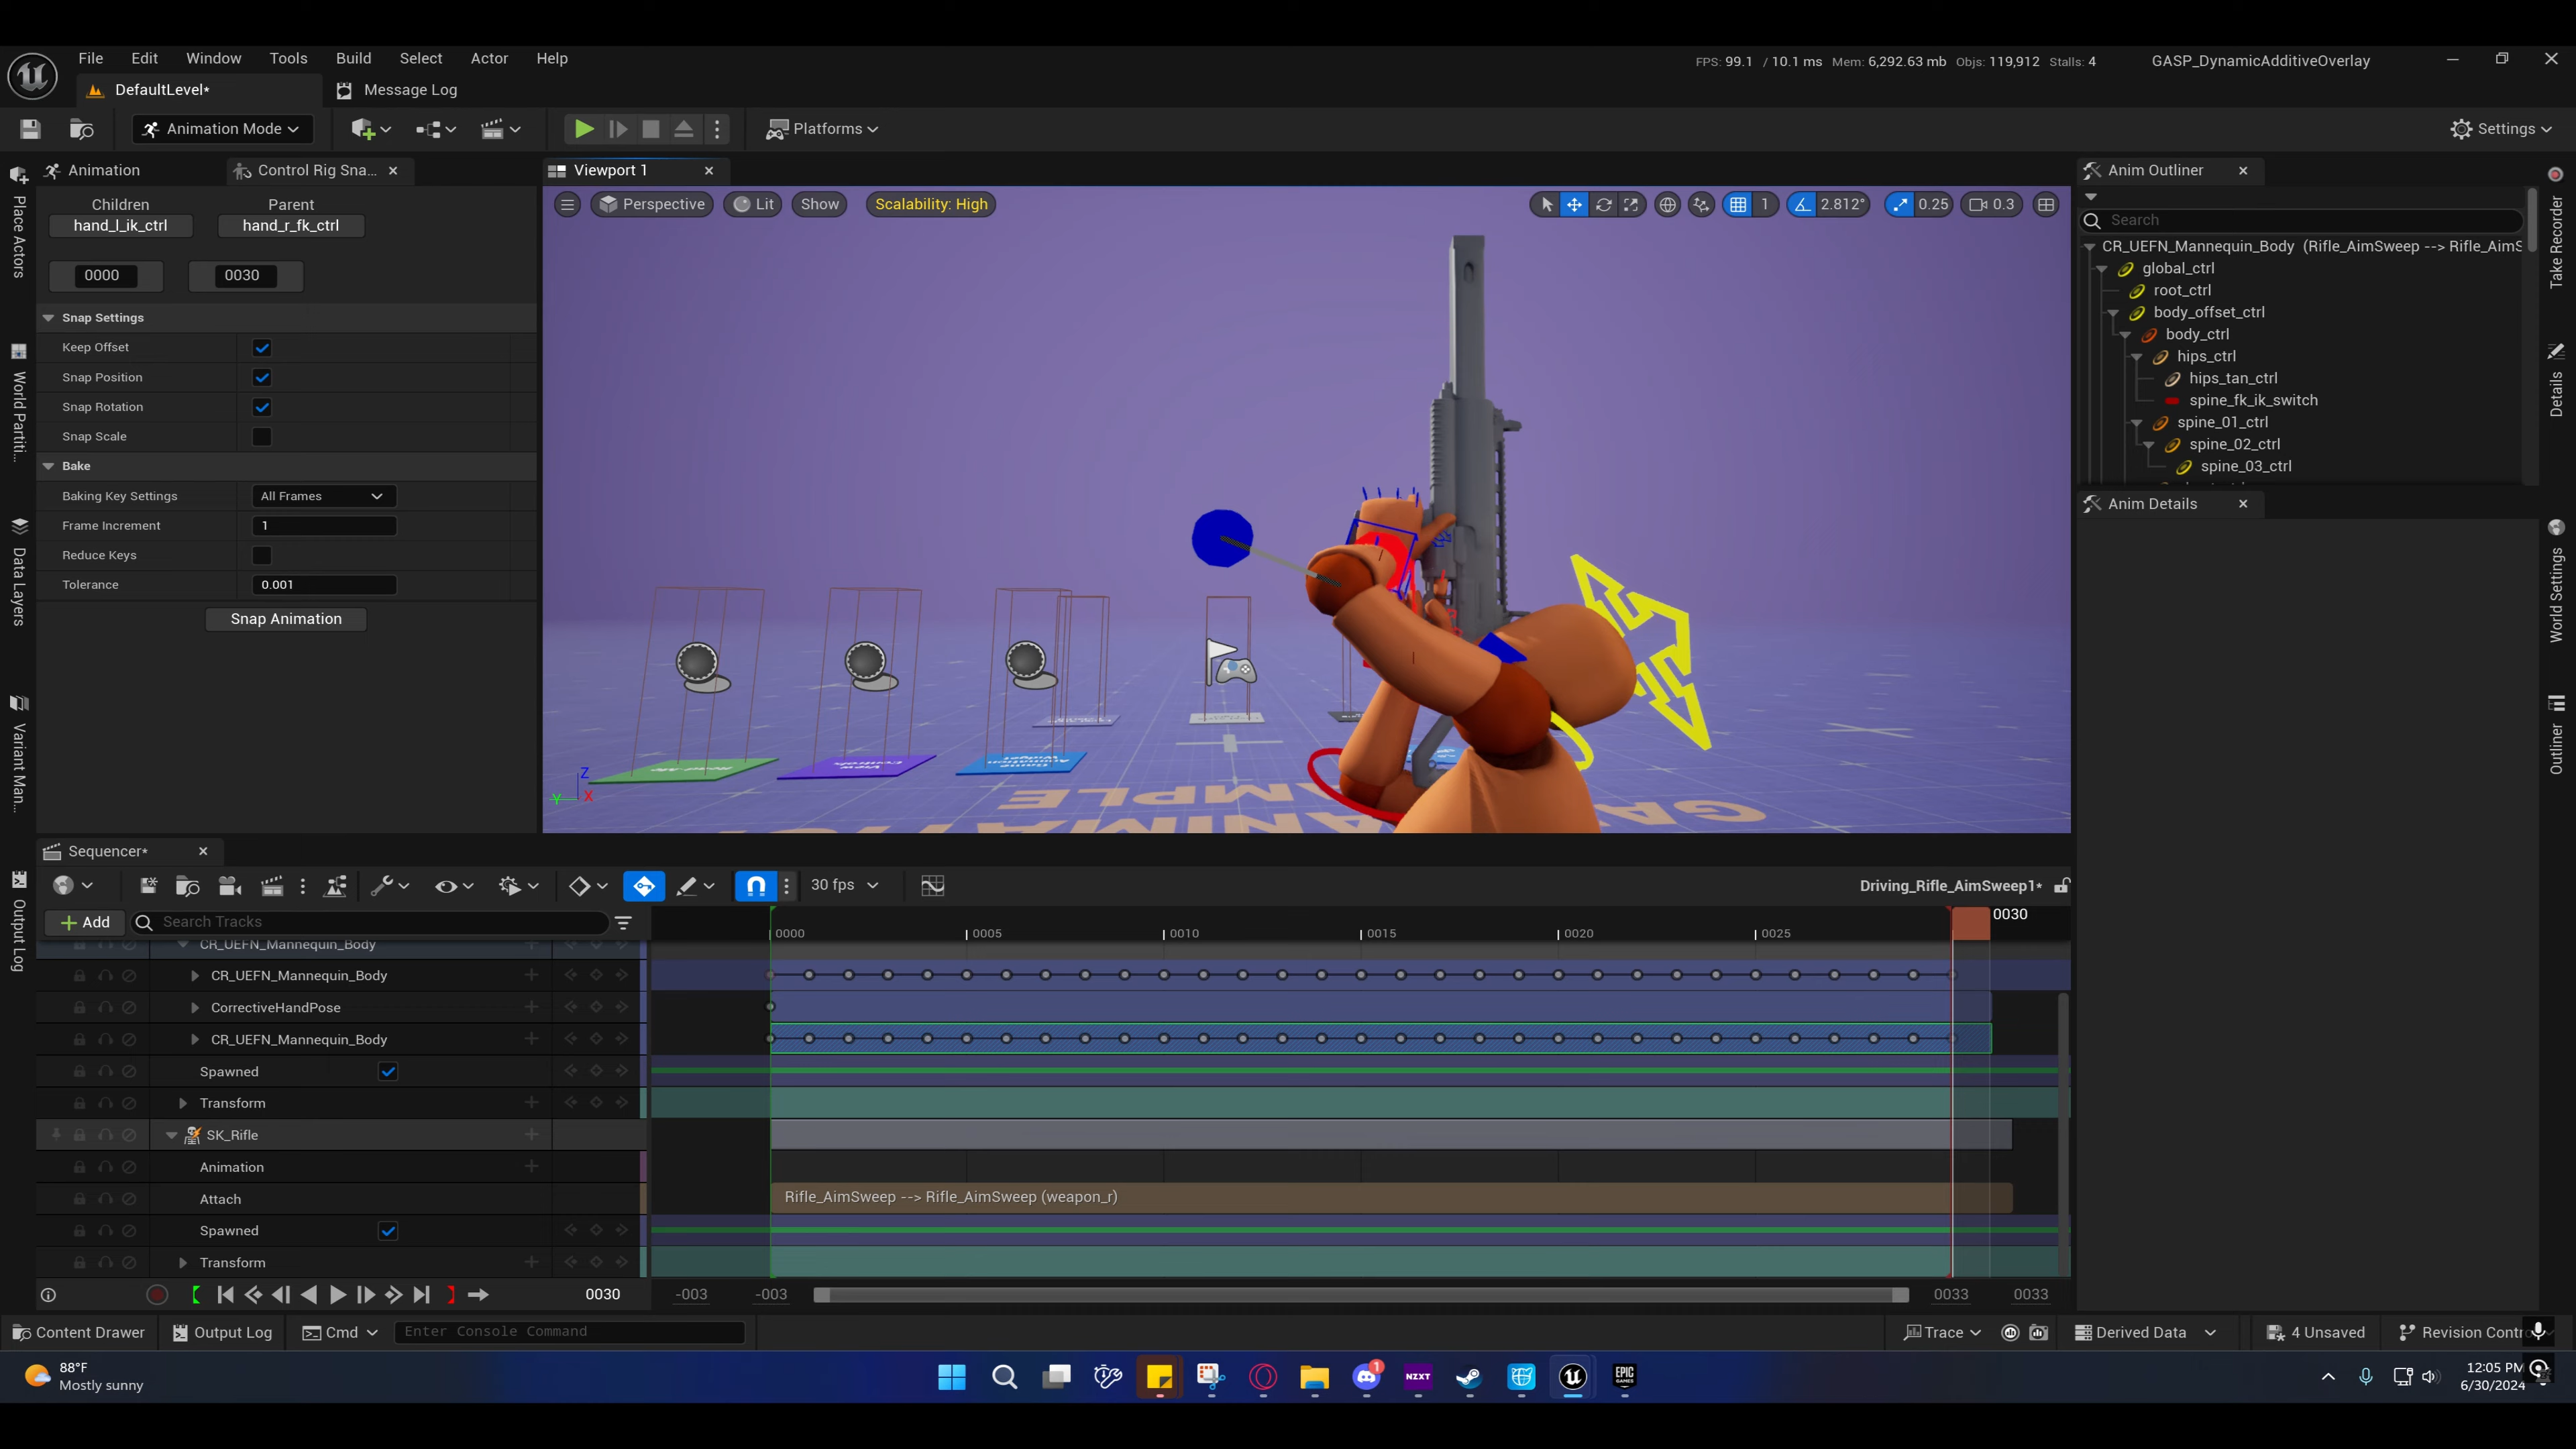 File Edit Window Tools Build Select Actor Help
FPS: 99.1 / 10.1 ms Mem: 6,292.63 mb Objs: 119,912 Stalls: 4
GASP_DynamicAdditiveOverlay
DefaultLevel*
Message Log
Animation Mode
Platforms
Settings
Place Actors
World Partiti...
Data Layers
Variant Man...
Output Log
Animation
Control Rig Sna...
Children
Parent
hand_l_ik_ctrl
hand_r_fk_ctrl
0000
0030
Snap Settings
Keep Offset
Snap Position
Snap Rotation
Snap Scale
Bake
Baking Key Settings
All Frames
Frame Increment
1
Reduce Keys
Tolerance
0.001
Snap Animation
Viewport 1
Perspective
Lit
Show
Scalability: High
1
2.812°
0.25
0.3
Z
Y
X
Anim Outliner
Search
CR_UEFN_Mannequin_Body (Rifle_AimSweep --> Rifle_AimS
global_ctrl
root_ctrl
body_offset_ctrl
body_ctrl
hips_ctrl
hips_tan_ctrl
spine_fk_ik_switch
spine_01_ctrl
spine_02_ctrl
spine_03_ctrl
Anim Details
Take Recorder
Details
World Settings
Outliner
Sequencer*
30 fps
Driving_Rifle_AimSweep1*
Add
Search Tracks
0000
0005
0010
0015
0020
0025
0030
CR_UEFN_Mannequin_Body
CR_UEFN_Mannequin_Body
CorrectiveHandPose
CR_UEFN_Mannequin_Body
Spawned
Transform
SK_Rifle
Animation
Attach
Rifle_AimSweep --> Rifle_AimSweep (weapon_r)
Spawned
Transform
0030
-003
-003
0033
0033
Content Drawer
Output Log
Cmd
Enter Console Command
Trace
Derived Data
4 Unsaved
Revision Contro
88°F
Mostly sunny
1
NZXT
EPIC
GAMES
12:05 PM
6/30/2024